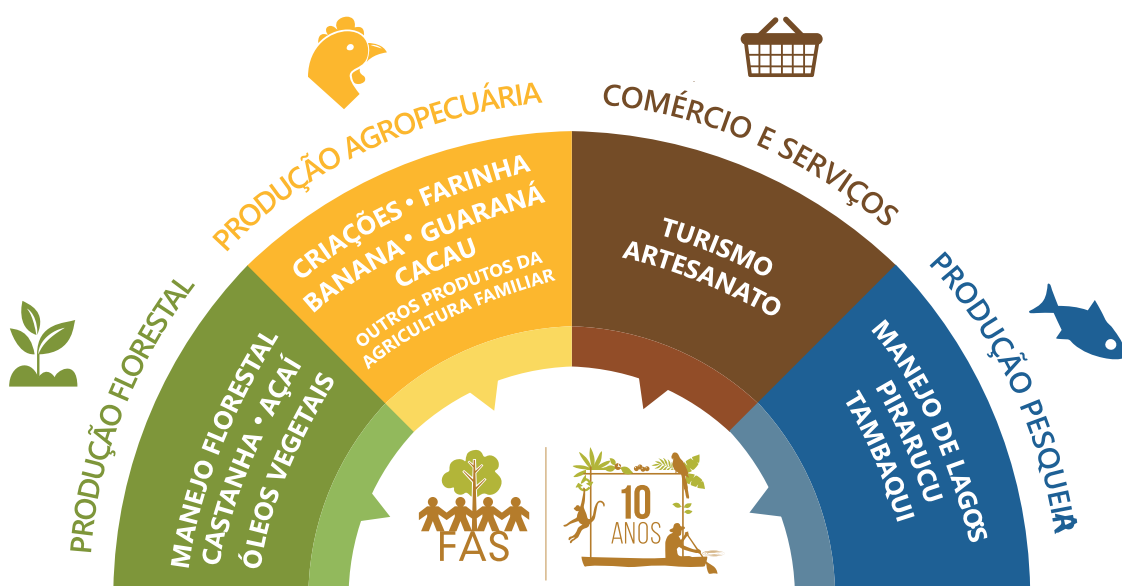 PRODUÇÃO FLORESTAL
MANEJO FLORESTAL
CASTANHA • AÇAÍ
ÓLEOS VEGETAIS
PRODUÇÃO AGROPECUÁRIA
CRIAÇÕES • FARINHA
BANANA • GUARANÁ
CACAU
OUTROS PRODUTOS DA
AGRICULTURA FAMILIAR
COMÉRCIO E SERVIÇOS
TURISMO
ARTESANATO
PRODUÇÃO PESQUEIA
MANEJO DE LAGOS
PIRARUCU
TAMBAQUI
FAS
10
ANOS